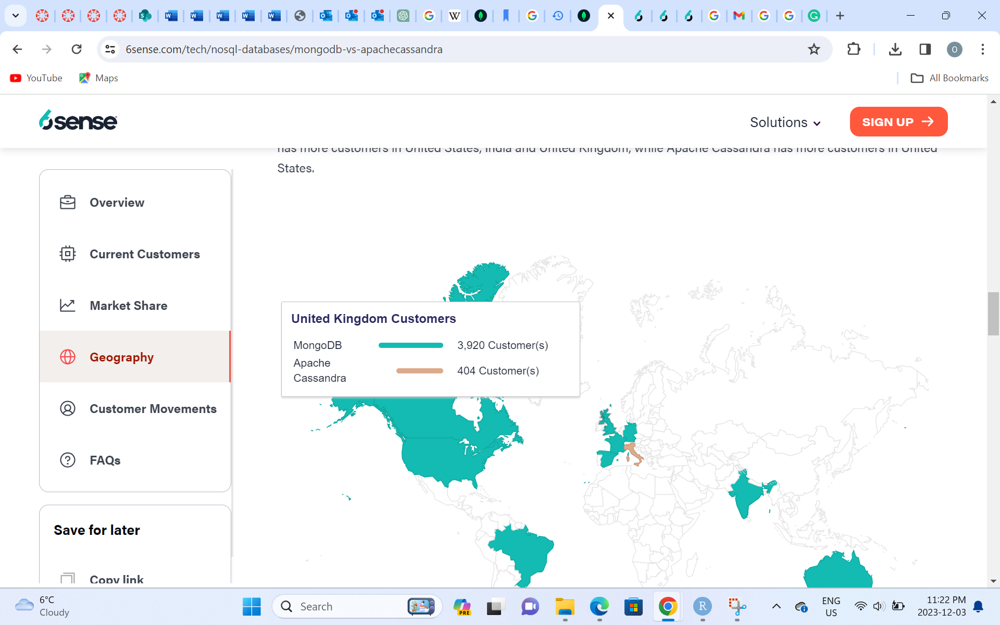 6sense.com/tech/nosql-databases/mongodb-vs-apachecassandra
O
YouTube
Maps
All Bookmarks
6sense
Solutions
SIGN UP
has more customers in United States, India and United Kingdom, while Apache Cassandra has more customers in United
States.
Overview
Current Customers
Market Share
Geography
Customer Movements
FAQs
Save for later
Copy link
United Kingdom Customers
MongoDB
3,920 Customer(s)
Apache
Cassandra
404 Customer(s)
6°C
Cloudy
Search
PRE
R
ENG
US
11:22 PM
2023-12-03